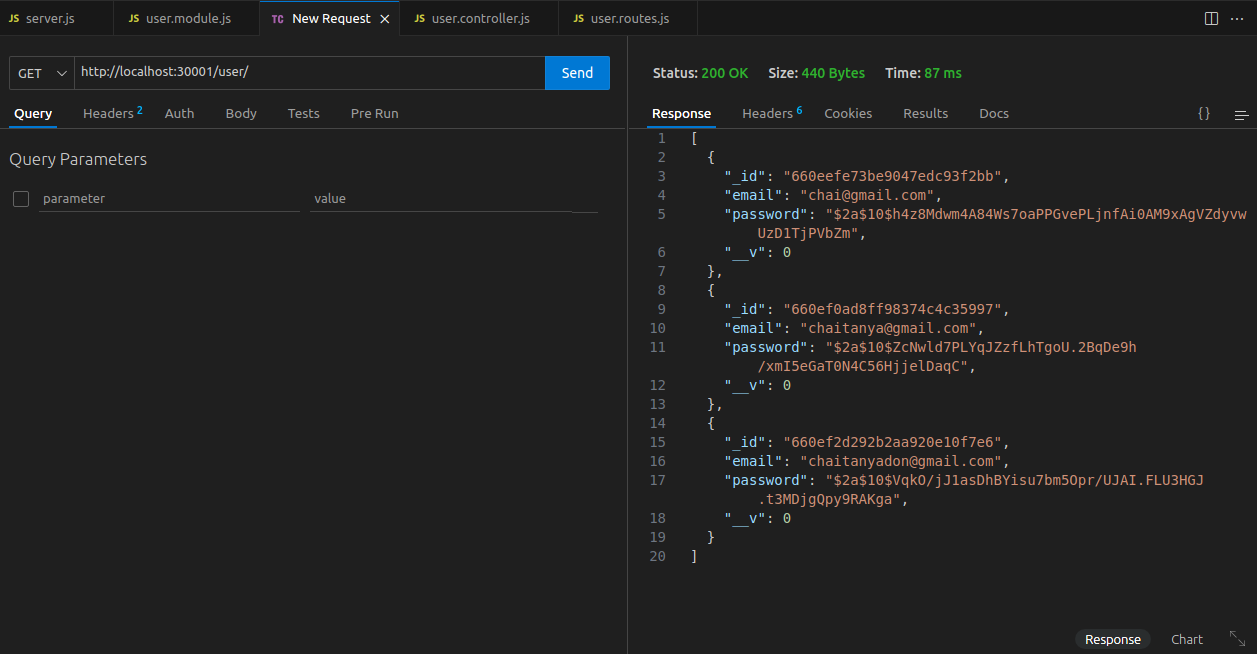 JS server.js JS user.module.js TC New Request JS user.controller.js JS user.routes.js
GET http://localhost:30001/user/ Send
Query Headers 2 Auth Body Tests Pre Run
Query Parameters
parameter value
Status: 200 OK Size: 440 Bytes Time: 87 ms
Response Headers 6 Cookies Results Docs {}
1 [
2 {
3 "_id": "660eefe73be9047edc93f2bb",
4 "email": "chai@gmail.com",
5 "password": "$2a$10$h4z8Mdwm4A84Ws7oaPPGvePLjnfAi0AM9xAgVZdyvw
UzD1TjPVbZm",
6 "__v": 0
7 },
8 {
9 "_id": "660ef0ad8ff98374c4c35997",
10 "email": "chaitanya@gmail.com",
11 "password": "$2a$10$ZcNwld7PLYqJZzfLhTgoU.2BqDe9h
/xmI5eGaT0N4C56HjjelDaqC",
12 "__v": 0
13 },
14 {
15 "_id": "660ef2d292b2aa920e10f7e6",
16 "email": "chaitanyadon@gmail.com",
17 "password": "$2a$10$VqkO/jJ1asDhBYisu7bm5Opr/UJAI.FLU3HGJ
.t3MDjgQpy9RAKga",
18 "__v": 0
19 }
20 ]
Response Chart